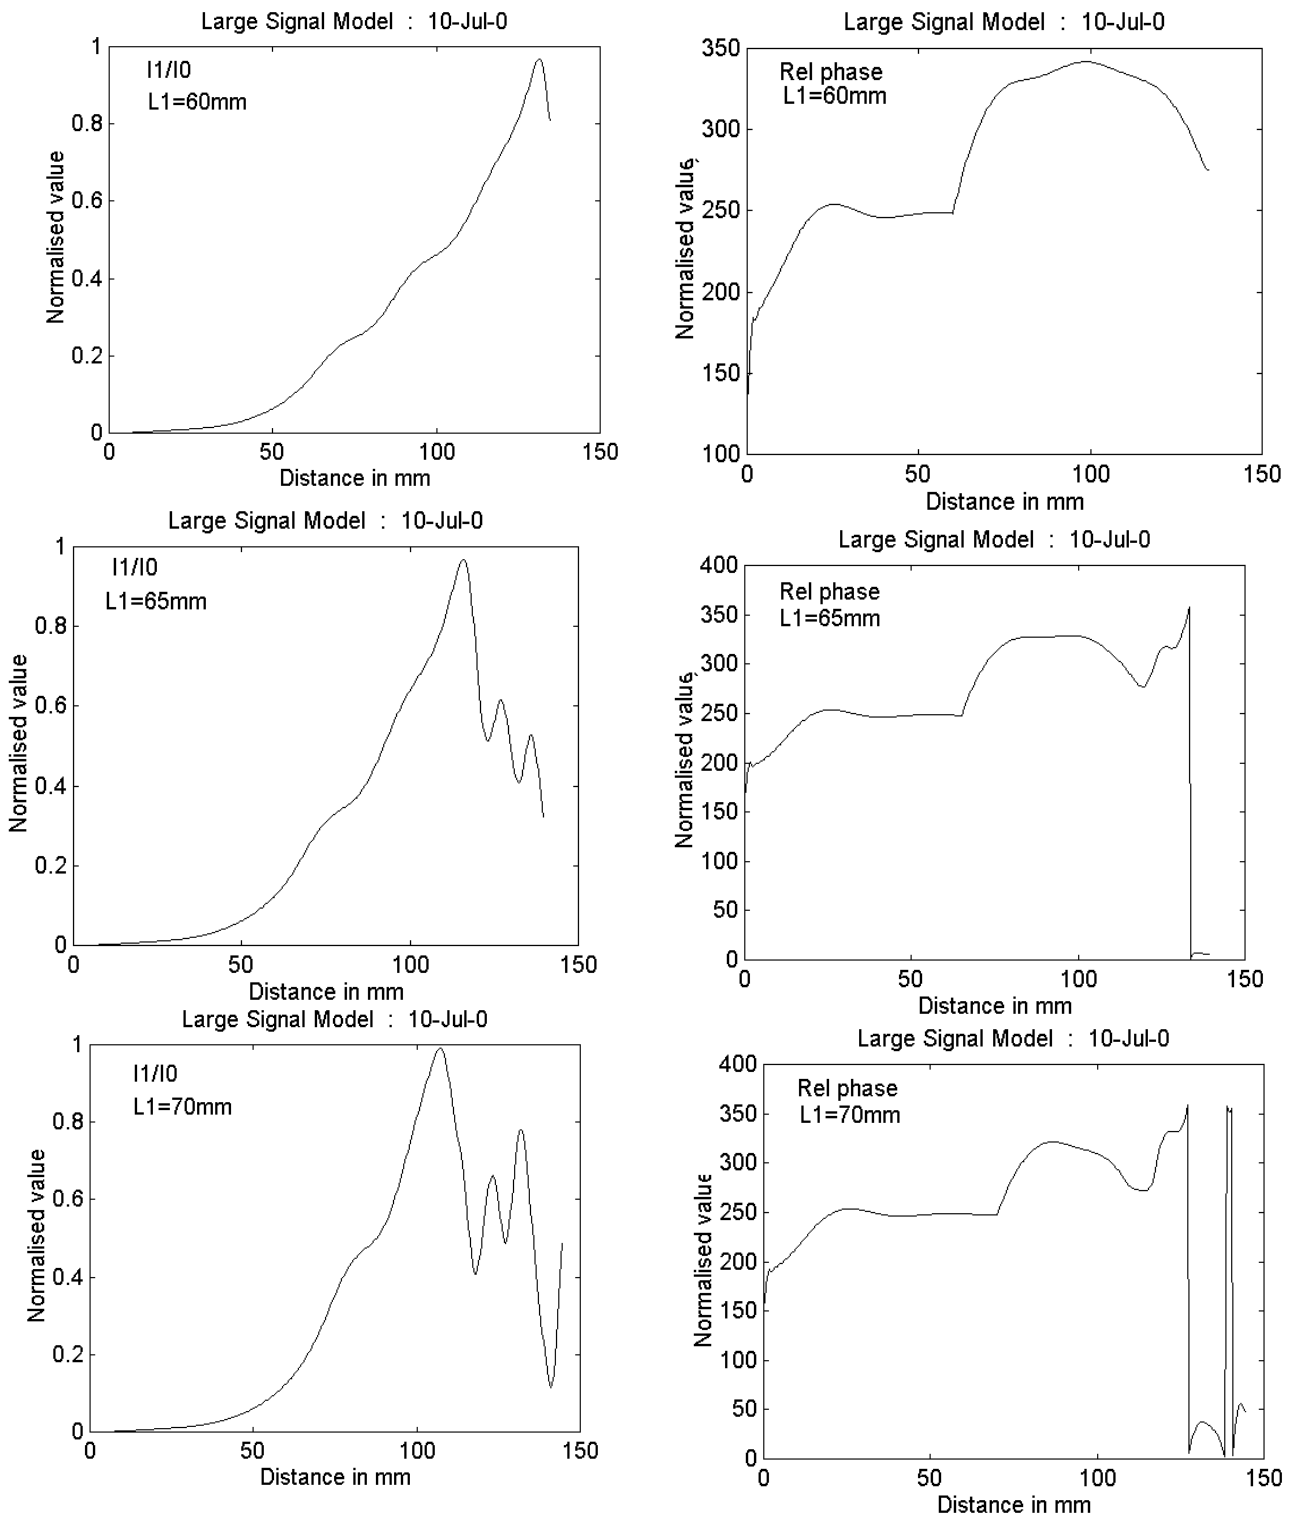 Large Signal Model : 10-Jul-0
I1/I0
L1=60mm
Normalised value
1
0.8
0.6
0.4
0.2
0
0 50 100 150
Distance in mm
Large Signal Model : 10-Jul-0
Rel phase
L1=60mm
Normalised value
350
300
250
200
150
100
0 50 100 150
Distance in mm
Large Signal Model : 10-Jul-0
I1/I0
L1=65mm
Normalised value
1
0.8
0.6
0.4
0.2
0
0 50 100 150
Distance in mm
Large Signal Model : 10-Jul-0
Rel phase
L1=65mm
Normalised value
400
350
300
250
200
150
100
50
0
0 50 100 150
Distance in mm
Large Signal Model : 10-Jul-0
I1/I0
L1=70mm
Normalised value
1
0.8
0.6
0.4
0.2
0
0 50 100 150
Distance in mm
Large Signal Model : 10-Jul-0
Rel phase
L1=70mm
Normalised value
400
350
300
250
200
150
100
50
0
0 50 100 150
Distance in mm